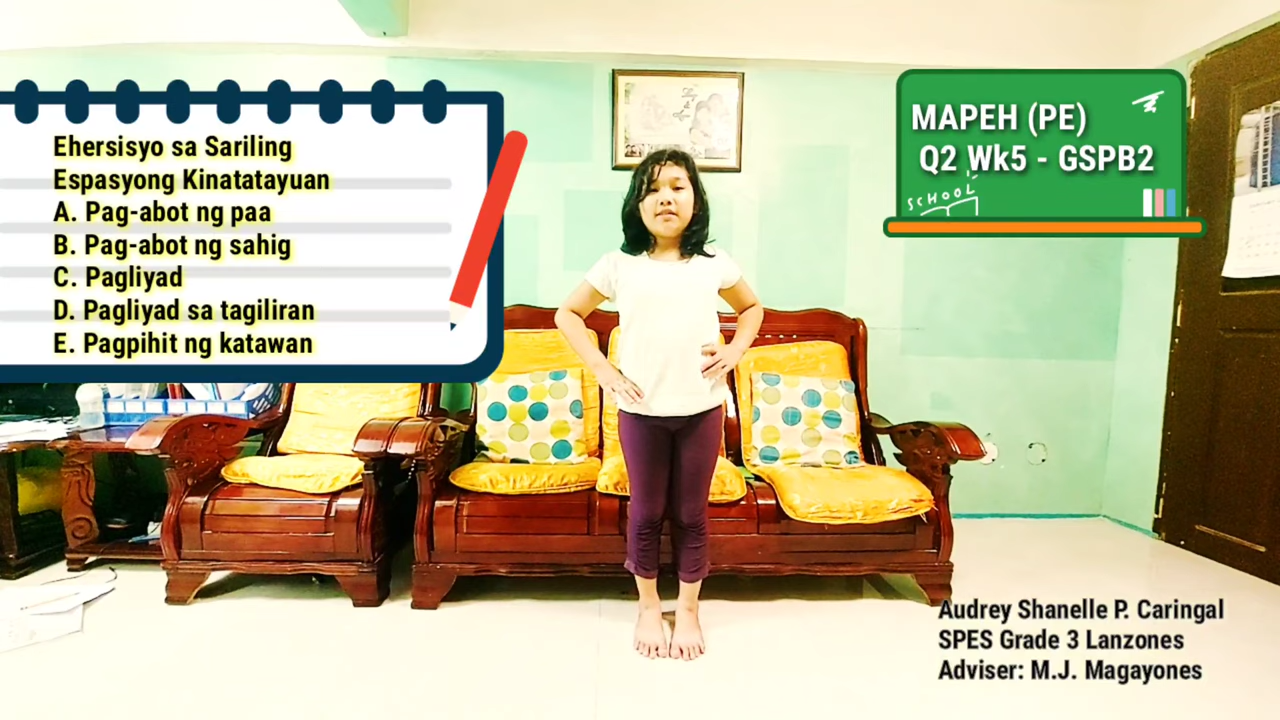 Ehersisyo sa Sariling
Espasyong Kinatatayuan
A. Pag-abot ng paa
B. Pag-abot ng sahig
C. Pagliyad
D. Pagliyad sa tagiliran
E. Pagpihit ng katawan
MAPEH (PE)
Q2 Wk5 - GSPB2
SCHOOL
Audrey Shanelle P. Caringal
SPES Grade 3 Lanzones
Adviser: M.J. Magayones